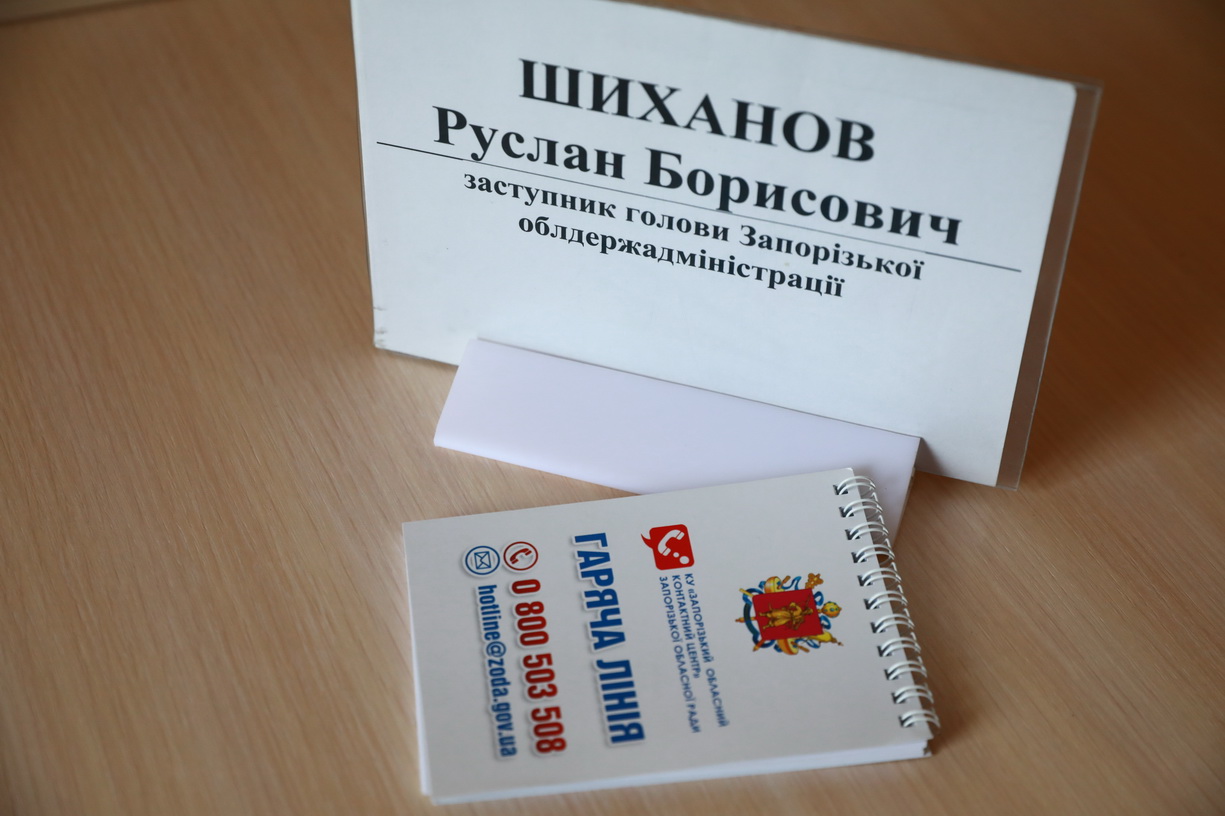 ШИХАНОВ
Руслан Борисович
заступник голови Запорізької
облдержадміністрації
КУ «ЗАПОРІЗЬКИЙ ОБЛАСНИЙ
КОНТАКТНИЙ ЦЕНТР»
ЗАПОРІЗЬКОЇ ОБЛАСНОЇ РАДИ
ГАРЯЧА ЛІНІЯ
0 800 503 508
hotline@zoda.gov.ua